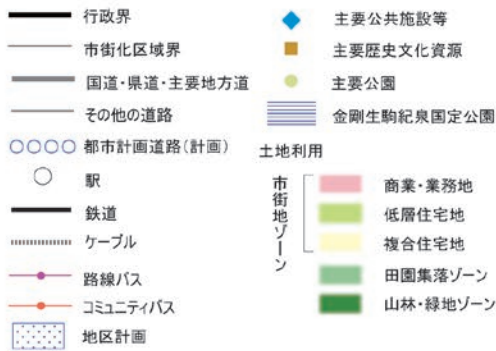 行政界
市街化区域界
国道・県道・主要地方道
その他の道路
都市計画道路(計画)
駅
鉄道
ケーブル
路線バス
コミュニティバス
地区計画
主要公共施設等
主要歴史文化資源
主要公園
金剛生駒紀泉国定公園
土地利用
市街地ゾーン
商業・業務地
低層住宅地
複合住宅地
田園集落ゾーン
山林・緑地ゾーン